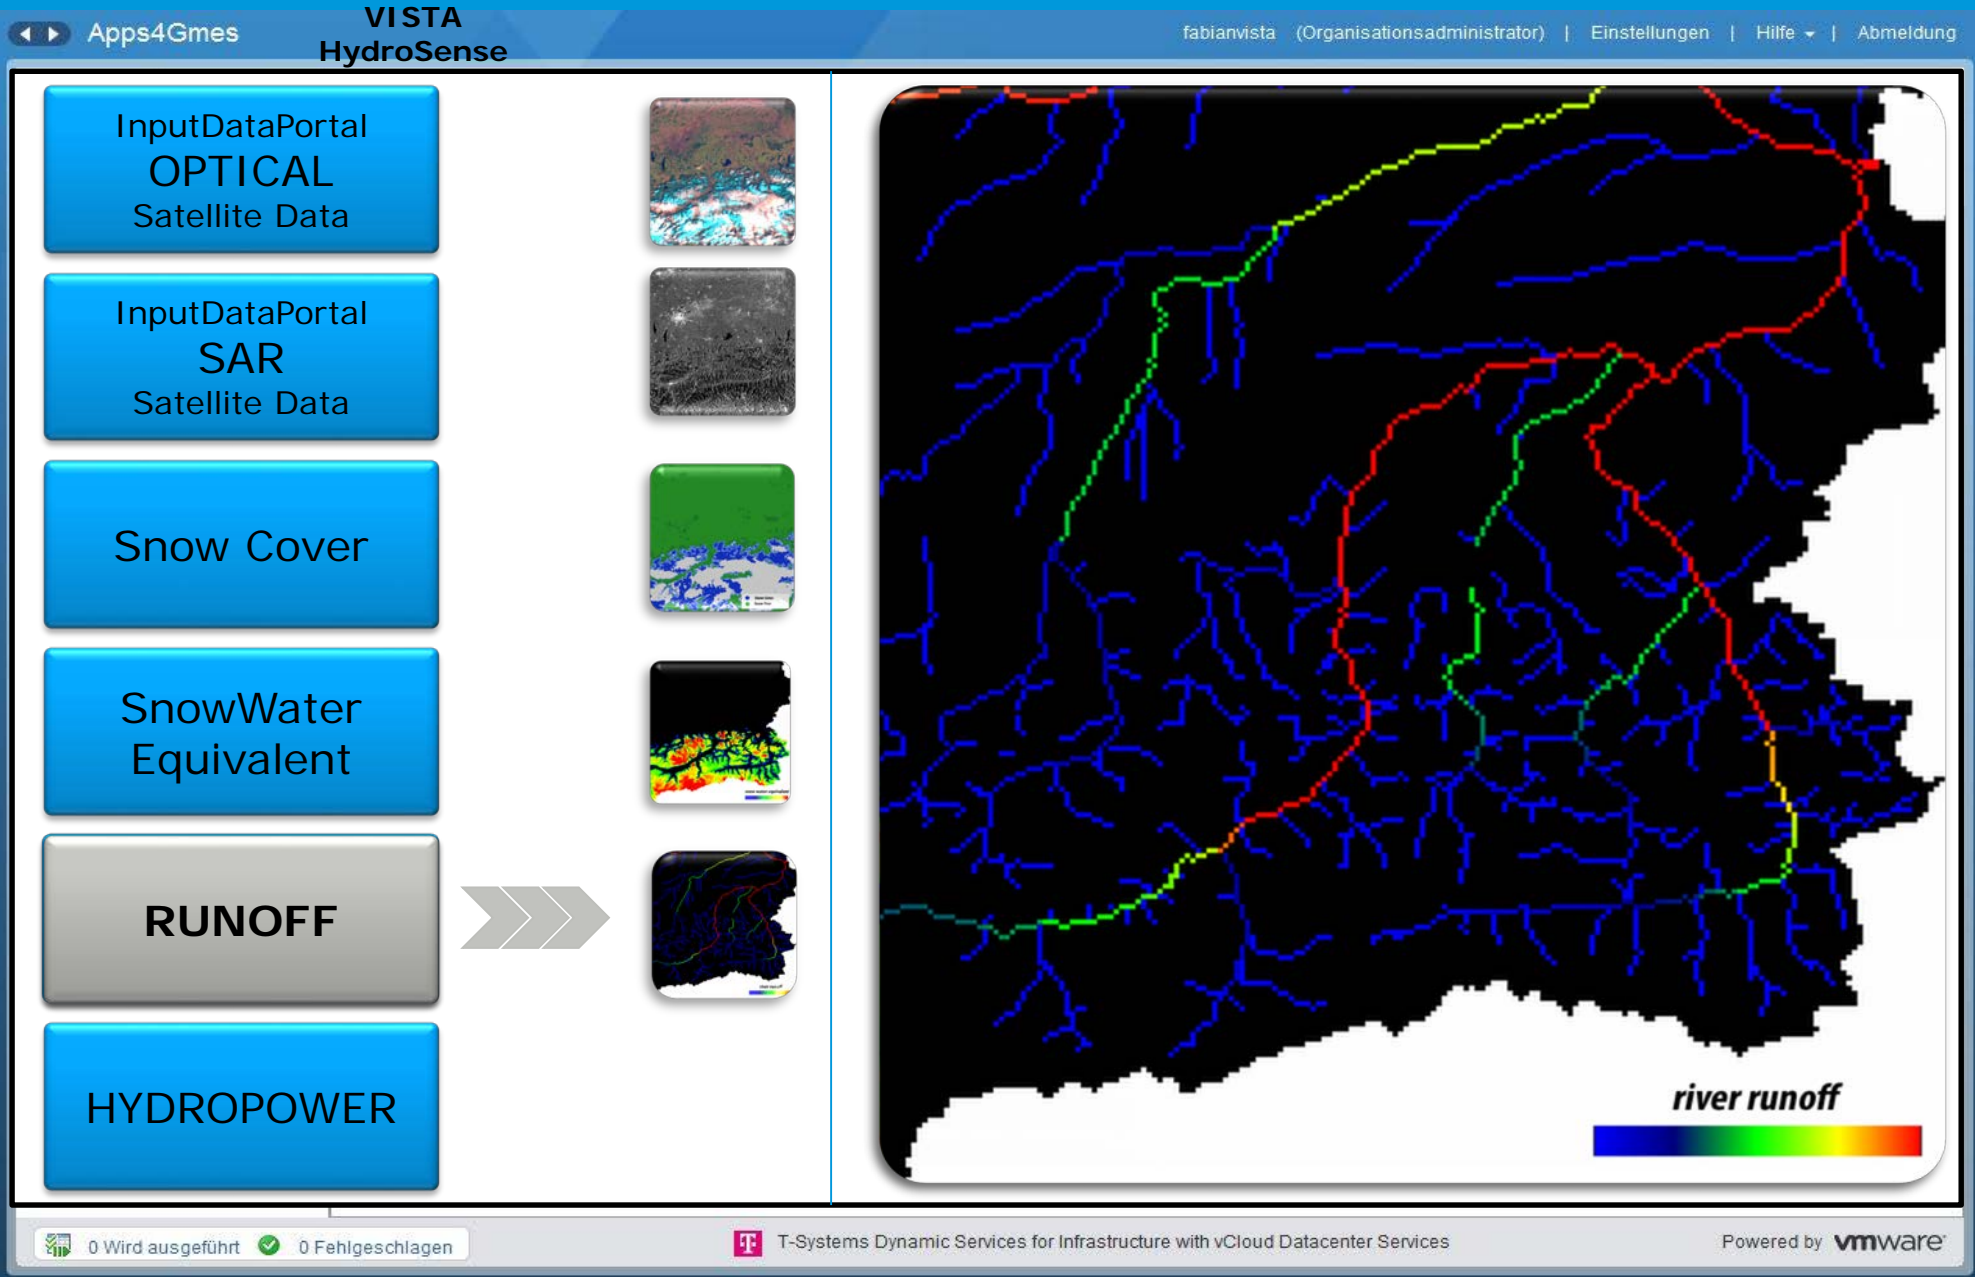 Apps4Gmes
VISTA
HydroSense
fabianvista (Organisationsadministrator) | Einstellungen | Hilfe | Abmeldung
InputDataPortal
OPTICAL
Satellite Data
InputDataPortal
SAR
Satellite Data
Snow Cover
SnowWater
Equivalent
RUNOFF
HYDROPOWER
river runoff
0 Wird ausgeführt 0 Fehlgeschlagen
T-Systems Dynamic Services for Infrastructure with vCloud Datacenter Services
Powered by vmware